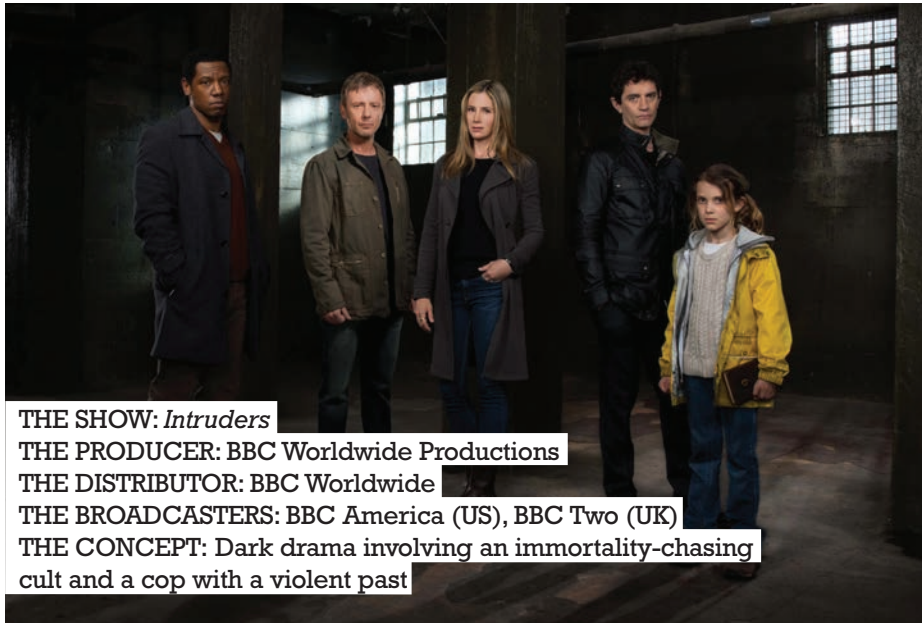 THE SHOW: Intruders
THE PRODUCER: BBC Worldwide Productions
THE DISTRIBUTOR: BBC Worldwide
THE BROADCASTERS: BBC America (US), BBC Two (UK)
THE CONCEPT: Dark drama involving an immortality-chasing
cult and a cop with a violent past